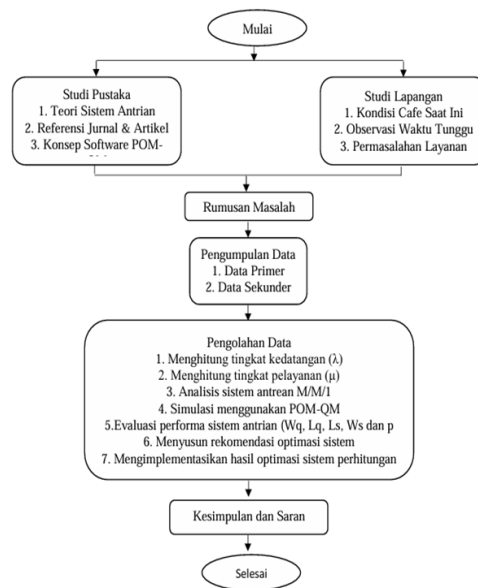 Mulai
Studi Pustaka
1. Teori Sistem Antrian
2. Referensi Jurnal & Artikel
3. Konsep Software POM-
Studi Lapangan
1. Kondisi Cafe Saat Ini
2. Observasi Waktu Tunggu
3. Permasalahan Layanan
Rumusan Masalah
Pengumpulan Data
1. Data Primer
2. Data Sekunder
Pengolahan Data
1. Menghitung tingkat kedatangan (λ)
2. Menghitung tingkat pelayanan (μ)
3. Analisis sistem antrean M/M/1
4. Simulasi menggunakan POM-QM
5.Evaluasi performa sistem antrian (Wq, Lq, Ls, Ws dan p
6. Menyusun rekomendasi optimasi sistem
7. Mengimplementasikan hasil optimasi sistem perhitungan
Kesimpulan dan Saran
Selesai